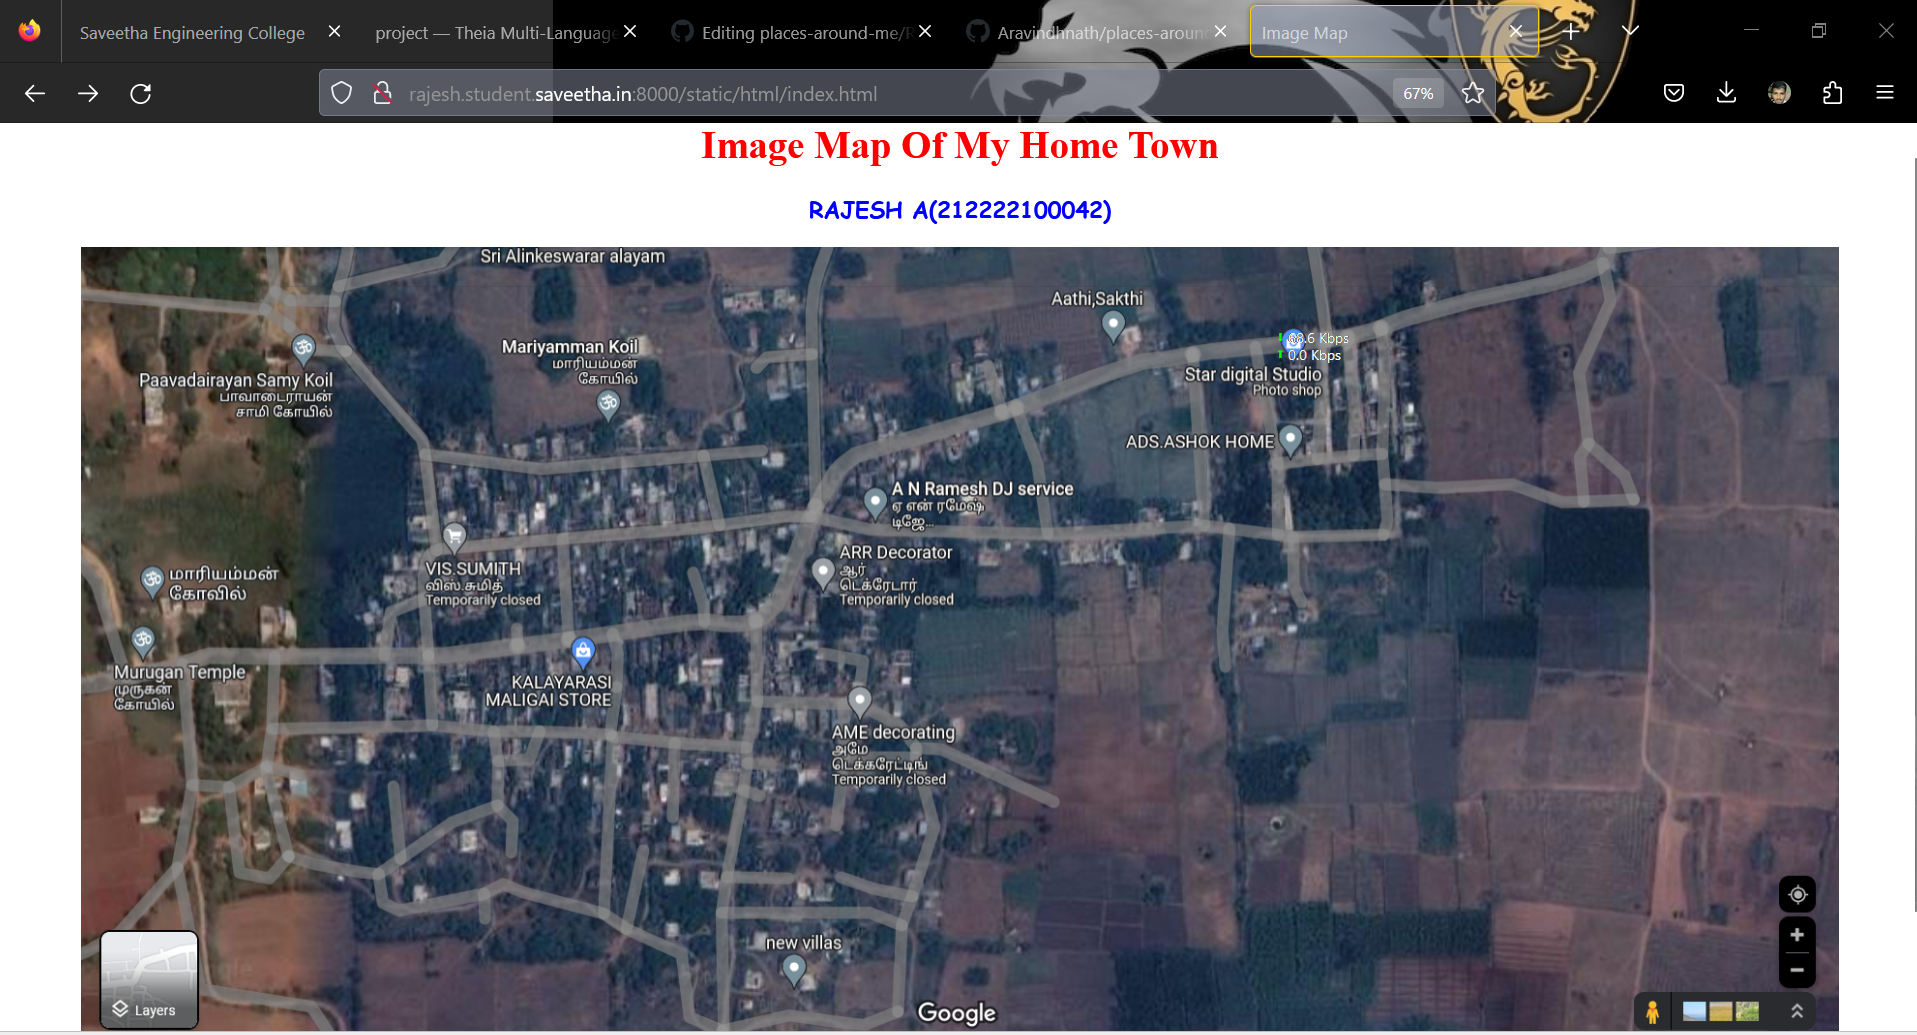 Saveetha Engineering College
project — Theia Multi-Language
Editing places-around-me/R
Aravindhnath/places-aroun
Image Map
rajesh.student.saveetha.in:8000/static/html/index.html
67%
Image Map Of My Home Town
RAJESH A(212222100042)
Sri Alinkeswarar alayam
Aathi,Sakthi
Mariyamman Koil
மாரியம்மன்
கோயில்
.6 Kbps
0.0 Kbps
Star digital Studio
Photo shop
Paavadairayan Samy Koil
பாவாடைராயன்
சாமி கோயில்
ADS.ASHOK HOME
A N Ramesh DJ service
ஏ என் ரமேஷ்
டிஜே...
VIS.SUMITH
விஸ்.சுமித்
Temporarily closed
ARR Decorator
ஆர்
டெக்ரேடார்
Temporarily closed
மாரியம்மன்
கோவில்
Murugan Temple
முருகன்
கோயில்
KALAYARASI
MALIGAI STORE
AME decorating
அமே
டெக்கரேட்டிங்
Temporarily closed
new villas
Layers
Google